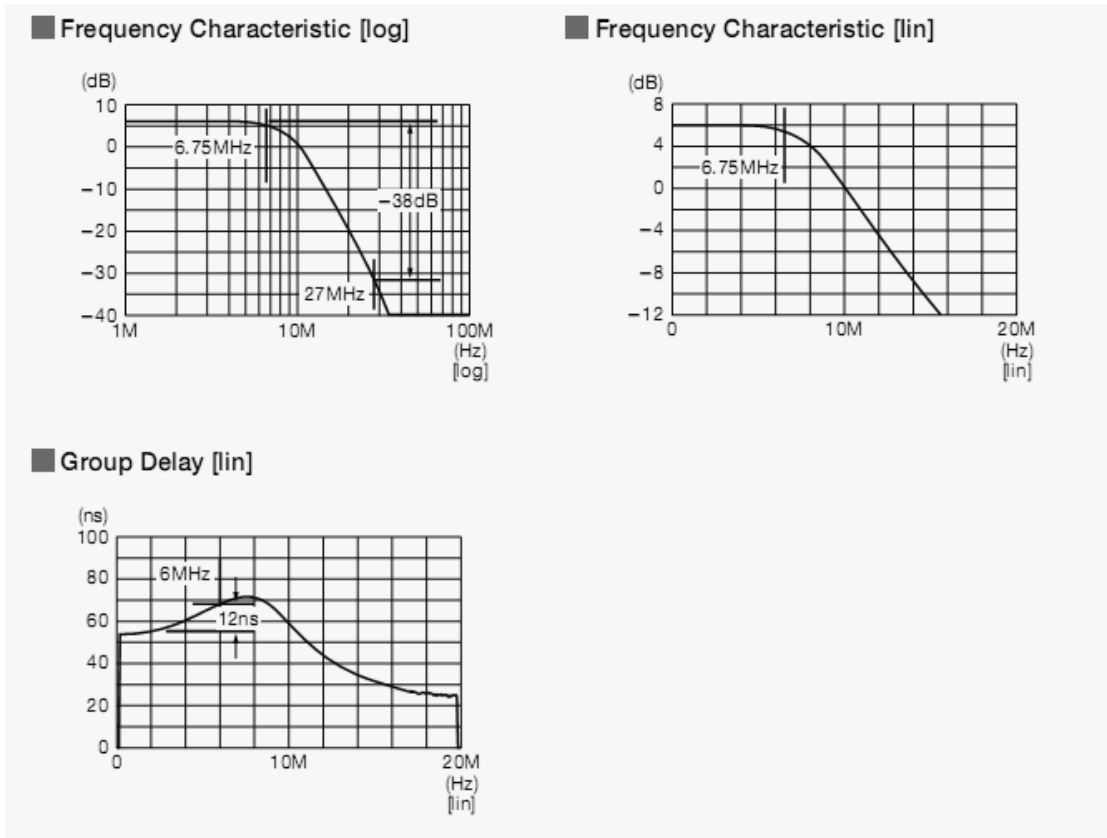 Frequency Characteristic [log]
(dB)
10
0
−10
−20
−30
−40
6.75MHz
−38dB
27MHz
1M
10M
100M
(Hz)
[log]
Frequency Characteristic [lin]
(dB)
8
4
0
−4
−8
−12
6.75MHz
0
10M
20M
(Hz)
[lin]
Group Delay [lin]
(ns)
100
80
60
40
20
0
6MHz
12ns
0
10M
20M
(Hz)
[lin]